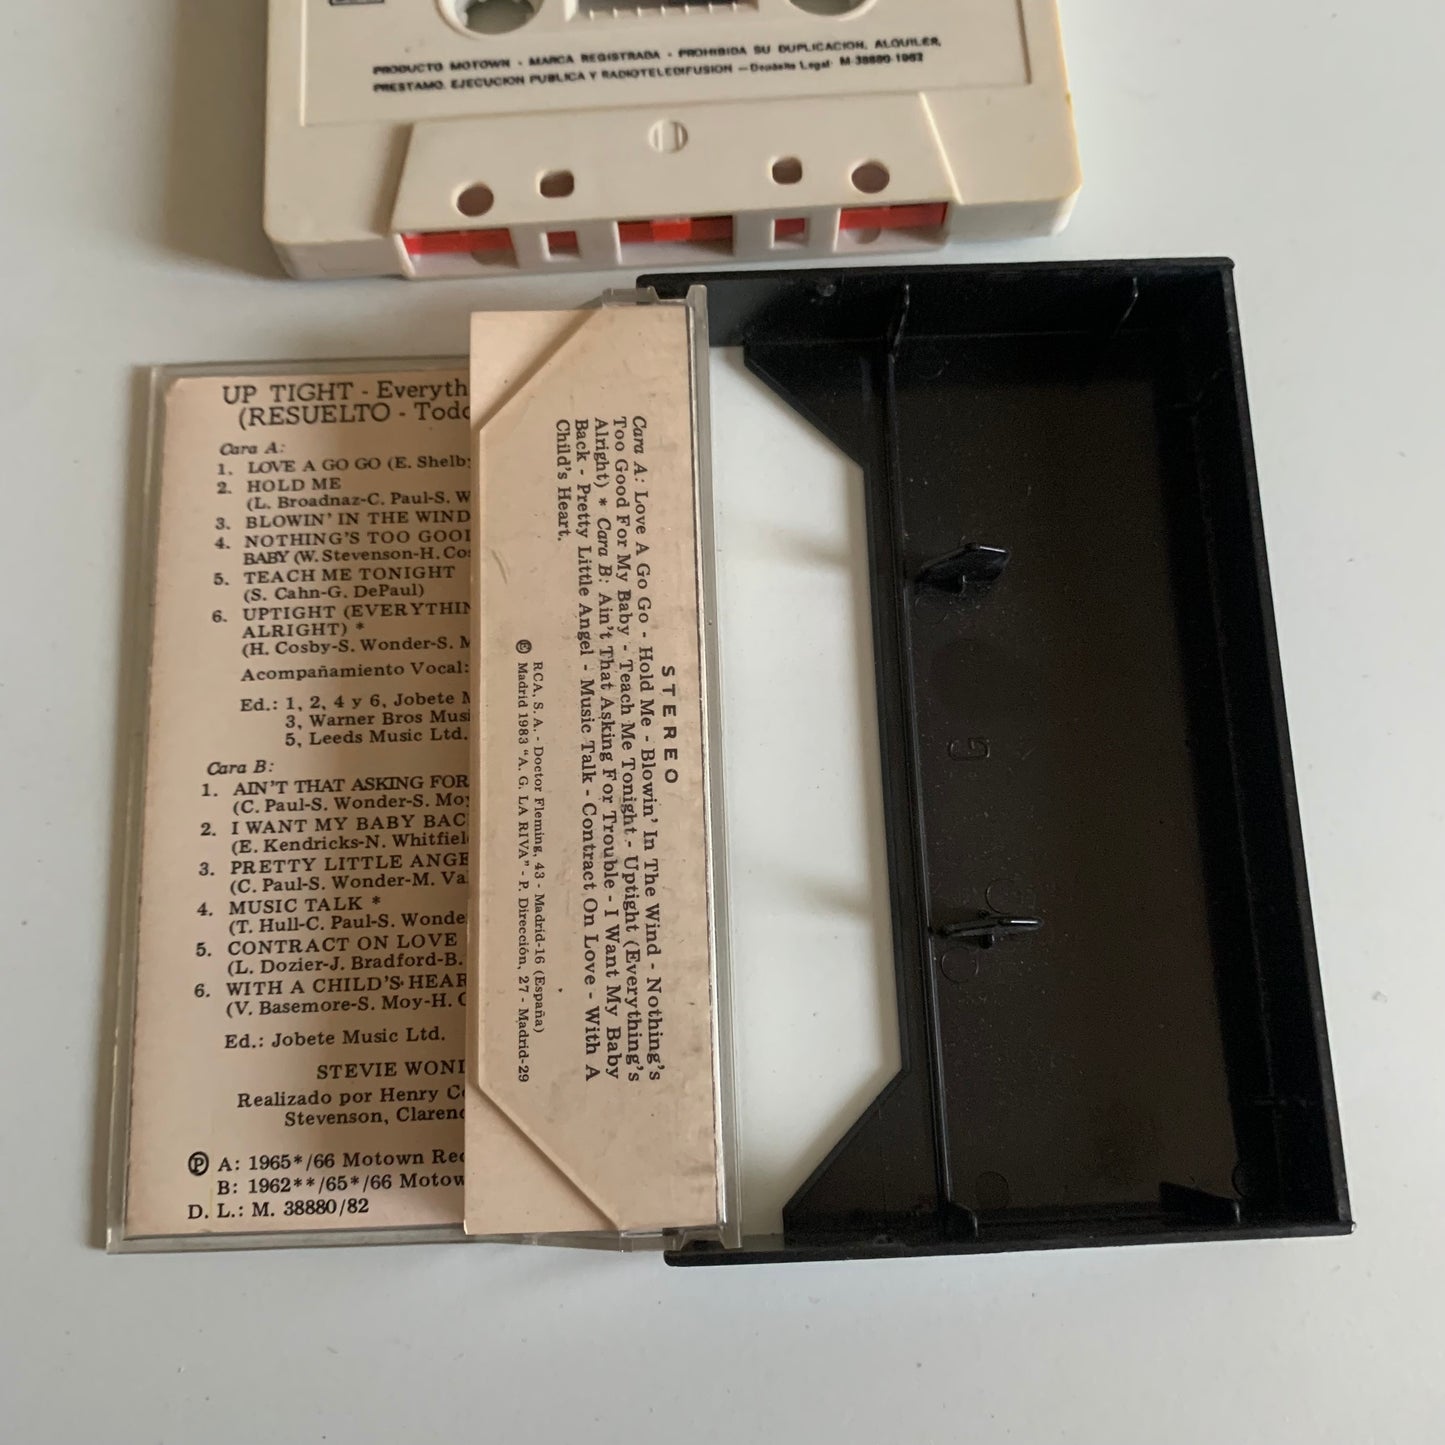 PRODUCTO MOTOWN - MARCA REGISTRADA - PROHIBIDA SU DUPLICACION, ALQUILER,
PRESTAMO, EJECUCION PUBLICA Y RADIOTELEDIFUSION — Depósito Legal M-38880-1982
UP TIGHT - Everyth
(RESUELTO - Todo
Cara A:
1. LOVE A GO GO (E. Shelby
2. HOLD ME
(L. Broadnaz-C. Paul-S. W
3. BLOWIN' IN THE WIND
4. NOTHING'S TOO GOOD
BABY (W. Stevenson-H. Cos
5. TEACH ME TONIGHT
(S. Cahn-G. DePaul)
6. UPTIGHT (EVERYTHIN
ALRIGHT) *
(H. Cosby-S. Wonder-S. M
Acompañamiento Vocal:
Ed.: 1, 2, 4 y 6, Jobete M
3, Warner Bros Musi
5, Leeds Music Ltd.
Cara B:
1. AIN'T THAT ASKING FOR
(C. Paul-S. Wonder-S. Moy
2. I WANT MY BABY BAC
(E. Kendricks-N. Whitfiel
3. PRETTY LITTLE ANGE
(C. Paul-S. Wonder-M. Va
4. MUSIC TALK *
(T. Hull-C. Paul-S. Wonde
5. CONTRACT ON LOVE
(L. Dozier-J. Bradford-B.
6. WITH A CHILD'S HEAR
(V. Basemore-S. Moy-H. C
Ed.: Jobete Music Ltd.
STEVIE WOND
Realizado por Henry Co
Stevenson, Clarenc
Ⓟ A: 1965*/66 Motown Rec
B: 1962**/65*/66 Motow
D. L.: M. 38880/82
STEREO
Cara A: Love A Go Go - Hold Me - Blowin' In The Wind - Nothing's
Too Good For My Baby - Teach Me Tonight - Uptight (Everything's
Alright) * Cara B: Ain't That Asking For Trouble - I Want My Baby
Back - Pretty Little Angel - Music Talk - Contract On Love - With A
Child's Heart.
RCA, S. A. - Doctor Fleming, 43 - Madrid-16 (España)
Ⓒ Madrid 1983 "A. G. LA RIVA" - P. Dirección, 27 - Madrid-29
G